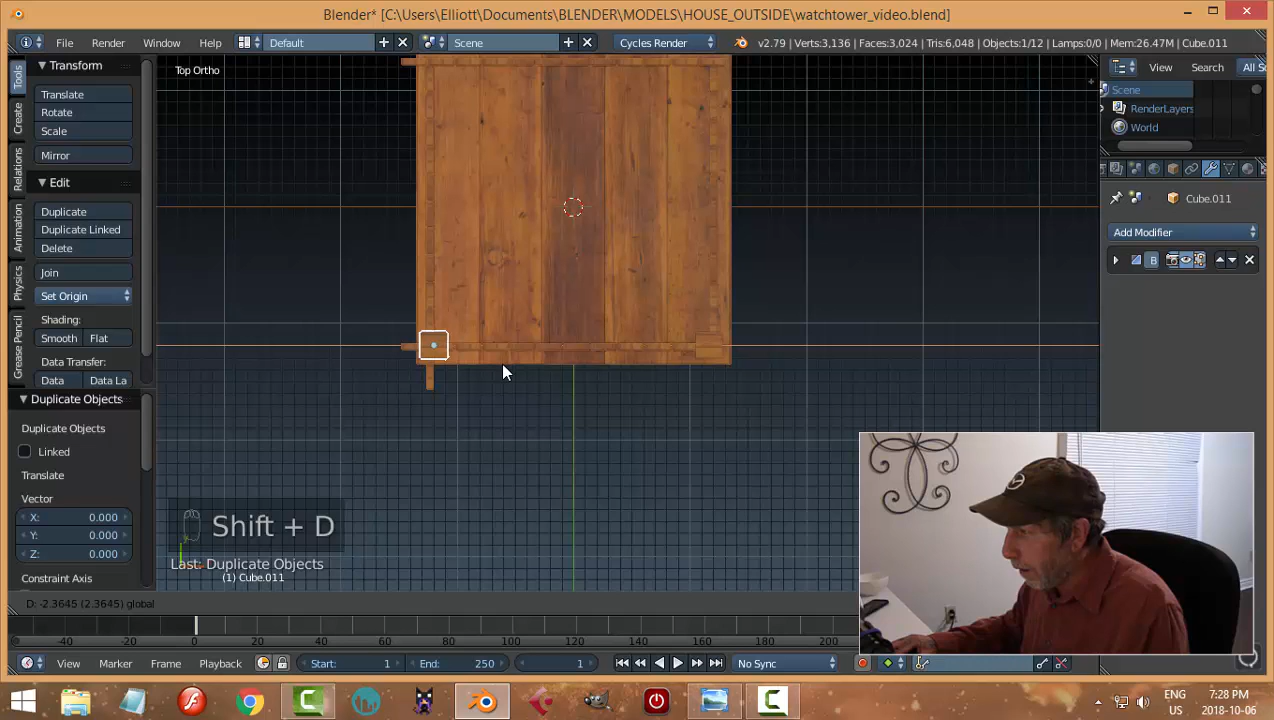 Blender* [C:\Users\Elliott\Documents\BLENDER\MODELS\HOUSE_OUTSIDE\watchtower_video.blend]
File Render Window Help Default Scene Cycles Render v2.79 | Verts:3,136 | Faces:3,024 | Tris:6,048 | Objects:1/12 | Lamps:0/0 | Mem:26.47M | Cube.011
Tools
Create
Relations
Animation
Physics
Grease Pencil
Transform
Translate
Rotate
Scale
Mirror
Edit
Duplicate
Duplicate Linked
Delete
Join
Set Origin
Shading:
Smooth Flat
Data Transfer:
Data Data La
Duplicate Objects
Duplicate Objects
Linked
Translate
Vector
X: 0.000
Y: 0.000
Z: 0.000
Constraint Axis
Top Ortho
Shift + D
Last: Duplicate Objects
(1) Cube.011
D: -2.3645 (2.3645) global
View Search All S
Scene
RenderLayers
World
Cube.011
Add Modifier
B
-40 -20 0 20 40 60 80 100 120 140 160 180 200
View Marker Frame Playback Start: 1 End: 250 1 No Sync
ENG 7:28 PM
US 2018-10-06